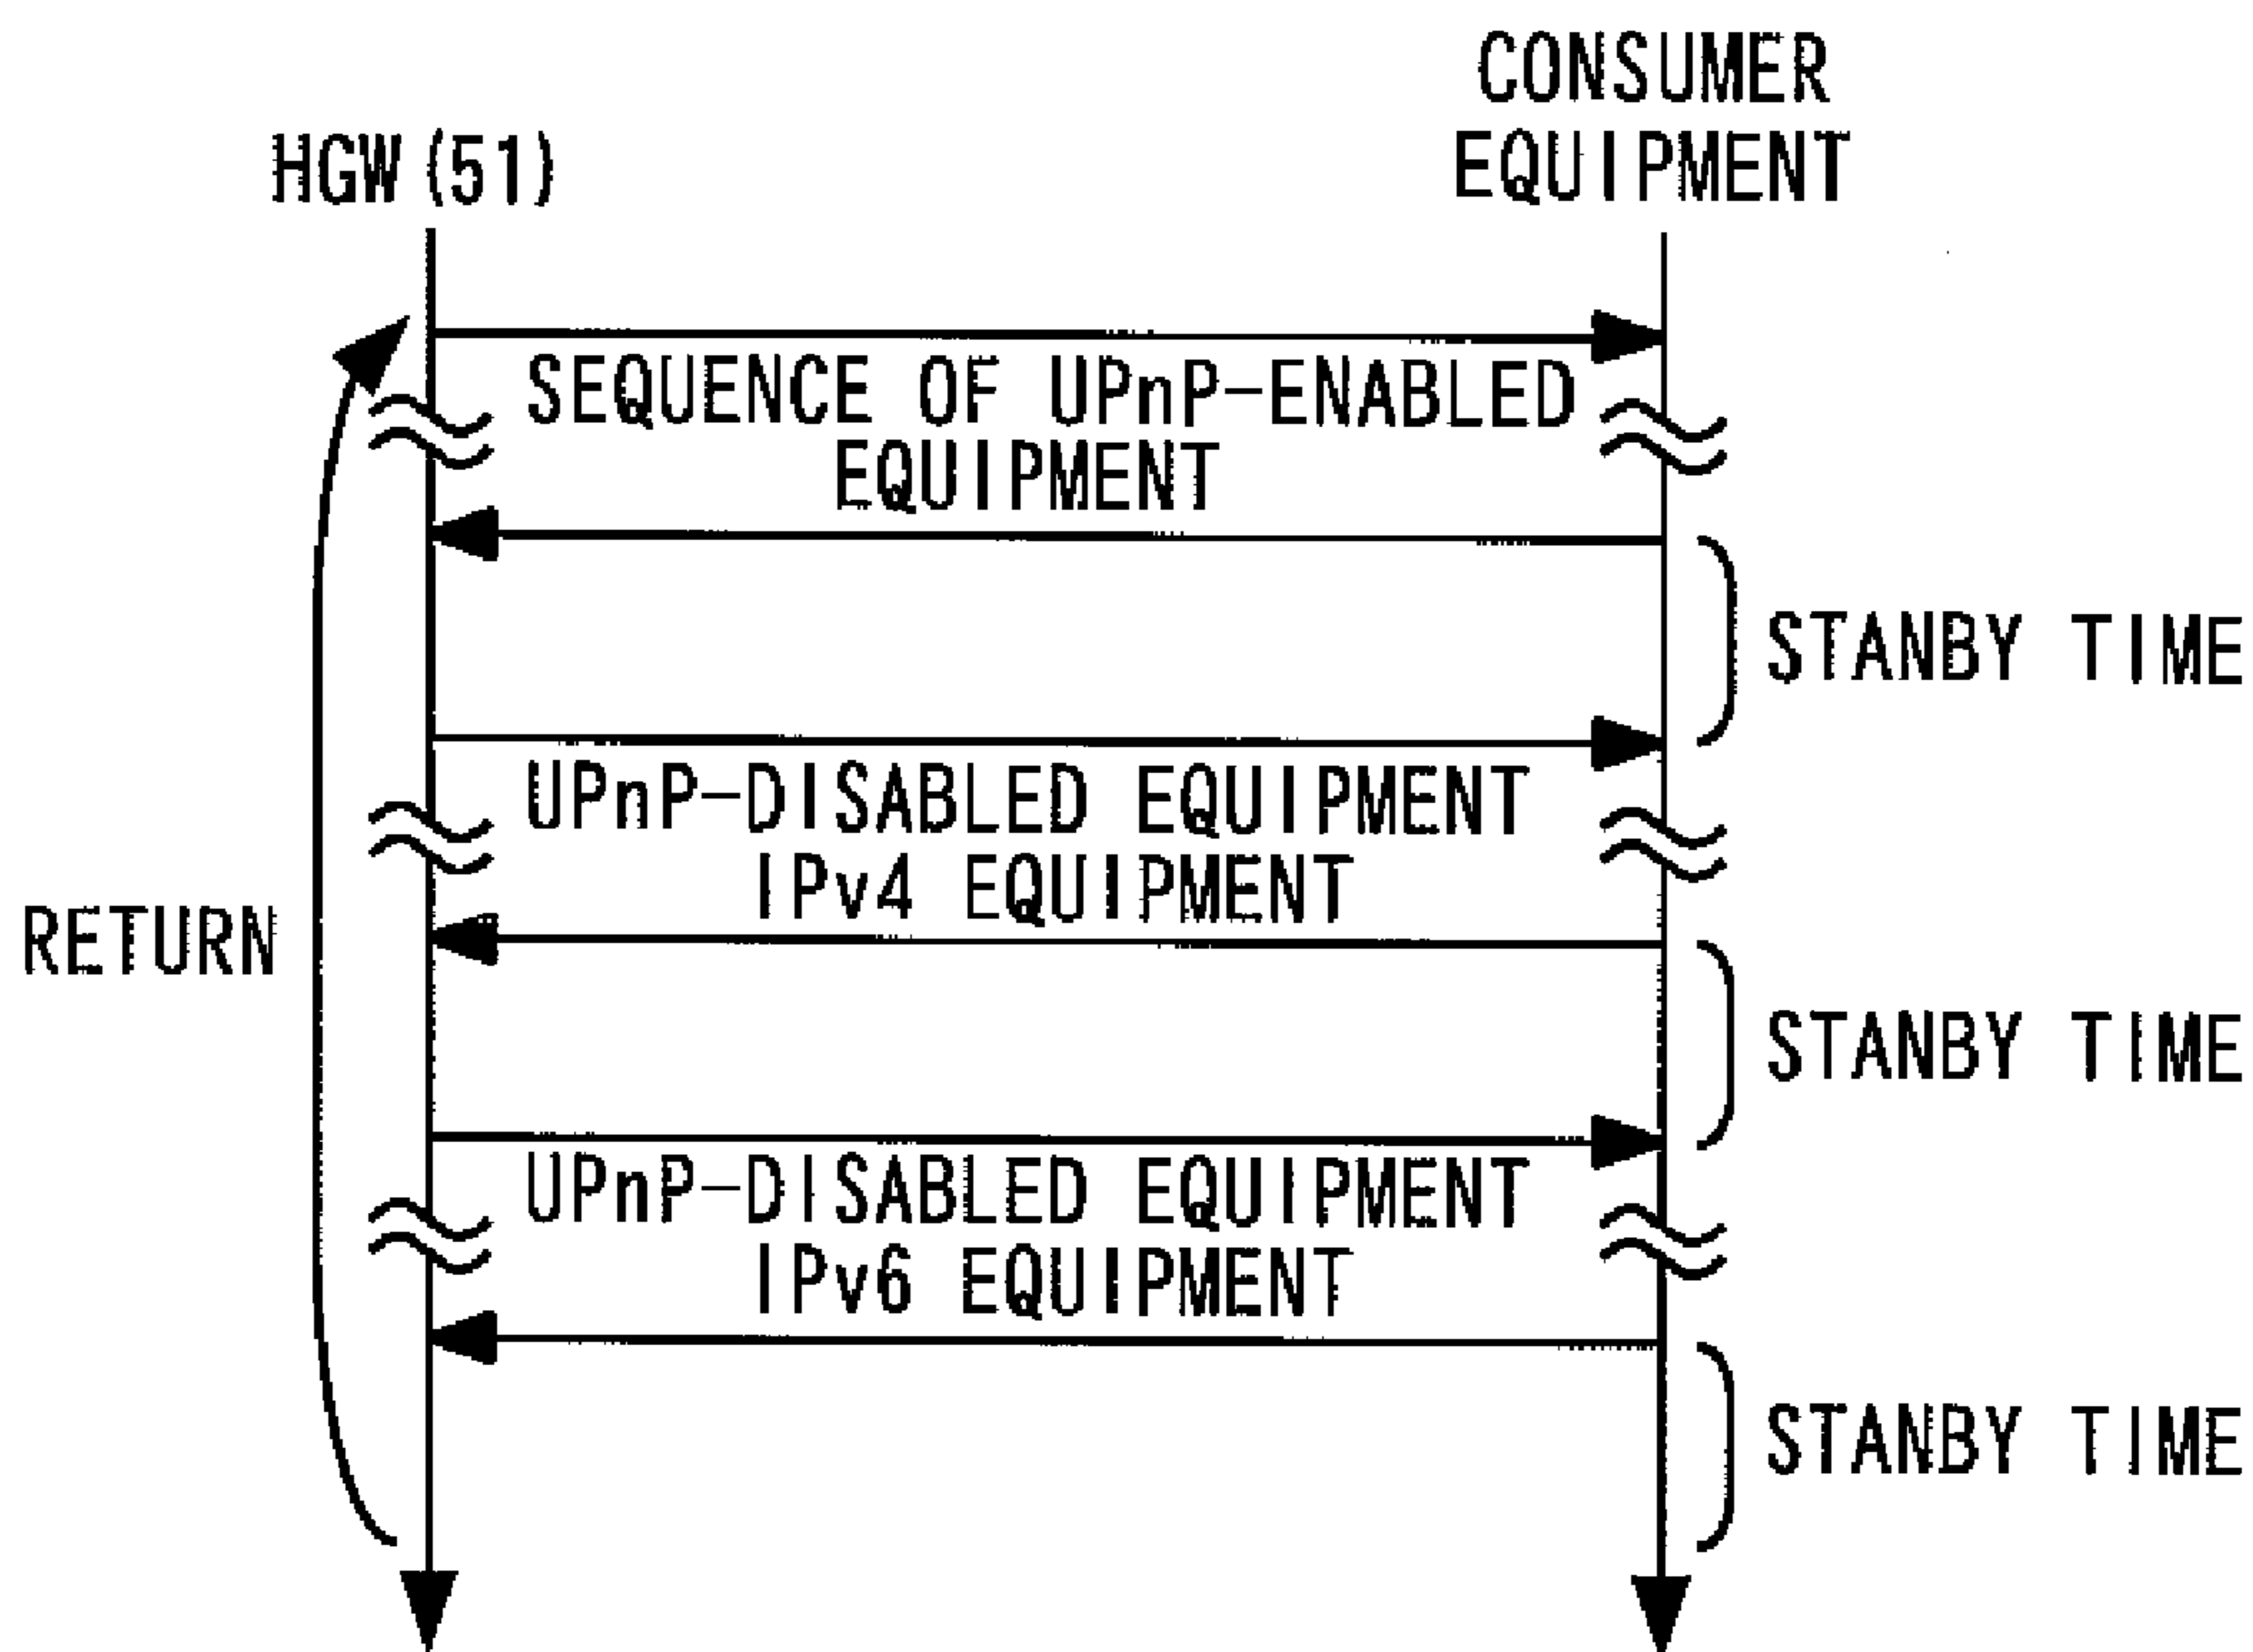 CONSUMER
EQUIPMENT
HGW (51)
SEQUENCE OF UPnP-ENABLED
EQUIPMENT
STANBY TIME
UPnP-DISABLED EQUIPMENT
IPv4 EQUIPMENT
RETURN
STANBY TIME
UPnP-DISABLED EQUIPMENT
IPv6 EQUIPMENT
STANBY TIME